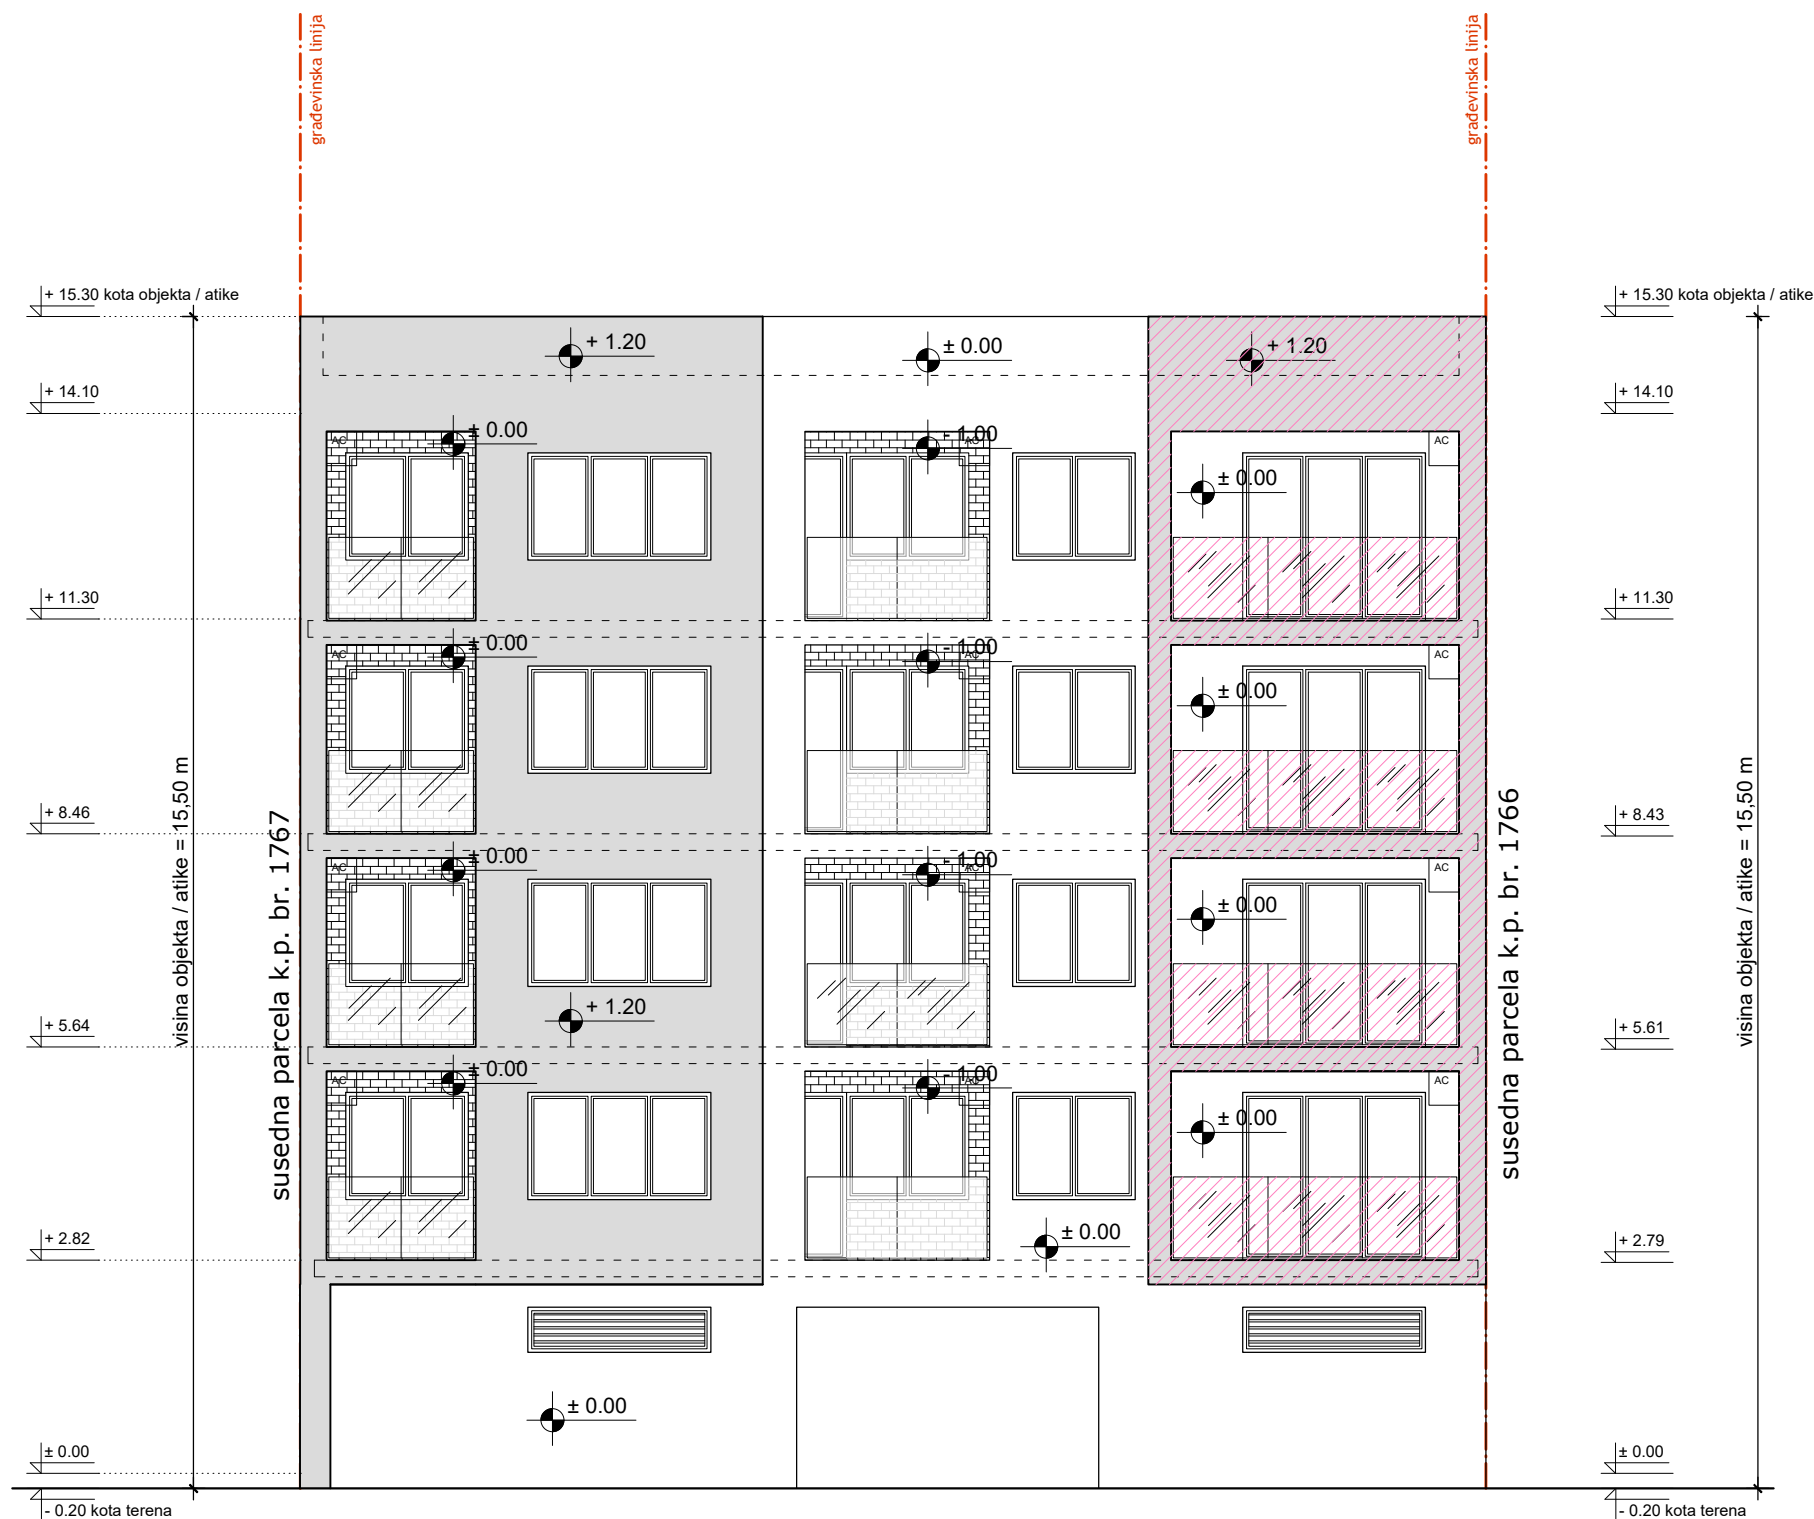 građevinska linija
građevinska linija
+ 15.30 kota objekta / atike
+ 15.30 kota objekta / atike
+ 1.20
± 0.00
+ 1.20
+ 14.10
+ 14.10
AC
± 0.00
- 1.00
AC
AC
± 0.00
+ 11.30
+ 11.30
AC
± 0.00
- 1.00
AC
AC
± 0.00
visina objekta / atike = 15,50 m
susedna parcela k.p. br. 1767
susedna parcela k.p. br. 1766
visina objekta / atike = 15,50 m
+ 8.46
+ 8.43
AC
± 0.00
- 1.00
AC
AC
± 0.00
+ 1.20
+ 5.64
+ 5.61
AC
± 0.00
- 1.00
AC
AC
± 0.00
± 0.00
+ 2.82
+ 2.79
± 0.00
± 0.00
± 0.00
- 0.20 kota terena
- 0.20 kota terena